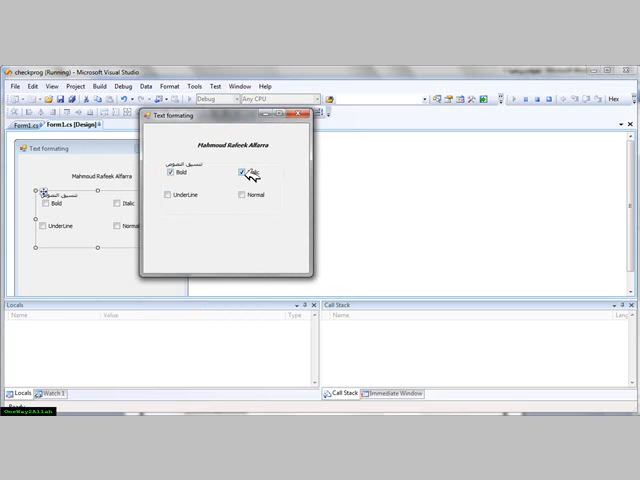 checkprog (Running) - Microsoft Visual Studio
File Edit View Refactor Project Build Debug Data Format Tools Test Window Help
Debug Any CPU
Hex
Form1.cs Form1.cs [Design]
Text formating
Mahmoud Rafeek Alfarra
تنسيق النصوص
Bold Italic
UnderLine Normal
Text formating
Mahmoud Rafeek Alfarra
تنسيق النصوص
Bold
UnderLine Normal
Locals
Name Value Type
Call Stack
Name Lang
Locals Watch 1
Call Stack Immediate Window
OneWay2Allah